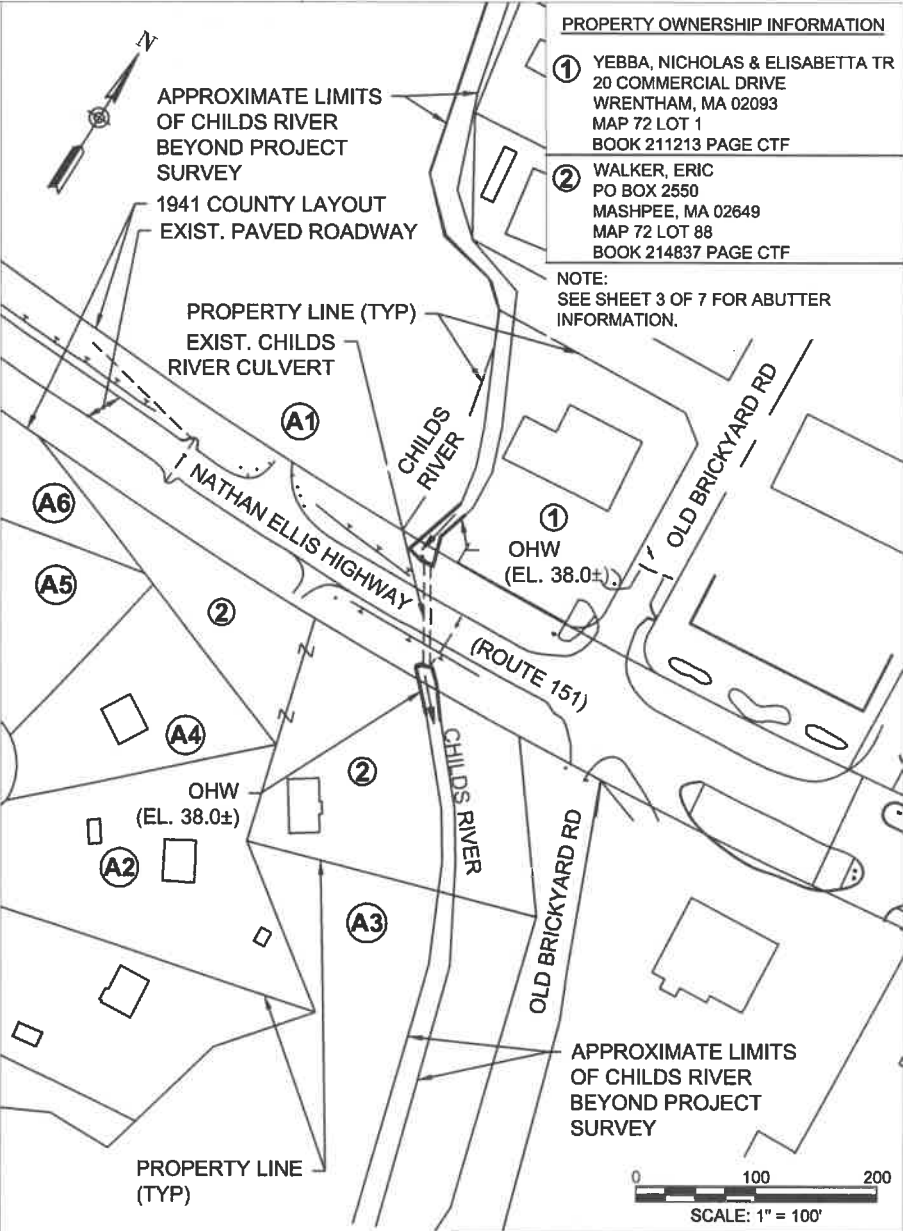 N
PROPERTY OWNERSHIP INFORMATION
1 YEBBA, NICHOLAS & ELISABETTA TR
20 COMMERCIAL DRIVE
WRENTHAM, MA 02093
MAP 72 LOT 1
BOOK 211213 PAGE CTF
2 WALKER, ERIC
PO BOX 2550
MASHPEE, MA 02649
MAP 72 LOT 88
BOOK 214837 PAGE CTF
NOTE:
SEE SHEET 3 OF 7 FOR ABUTTER
INFORMATION.
APPROXIMATE LIMITS
OF CHILDS RIVER
BEYOND PROJECT
SURVEY
1941 COUNTY LAYOUT
EXIST. PAVED ROADWAY
PROPERTY LINE (TYP)
EXIST. CHILDS
RIVER CULVERT
A1
CHILDS
RIVER
OLD BRICKYARD RD
A6
NATHAN ELLIS HIGHWAY
1
OHW
(EL. 38.0±)
A5
2
(ROUTE 151)
Z
Z
A4
2
OHW
(EL. 38.0±)
CHILDS RIVER
A2
A3
OLD BRICKYARD RD
APPROXIMATE LIMITS
OF CHILDS RIVER
BEYOND PROJECT
SURVEY
PROPERTY LINE
(TYP)
0 100 200
SCALE: 1" = 100'